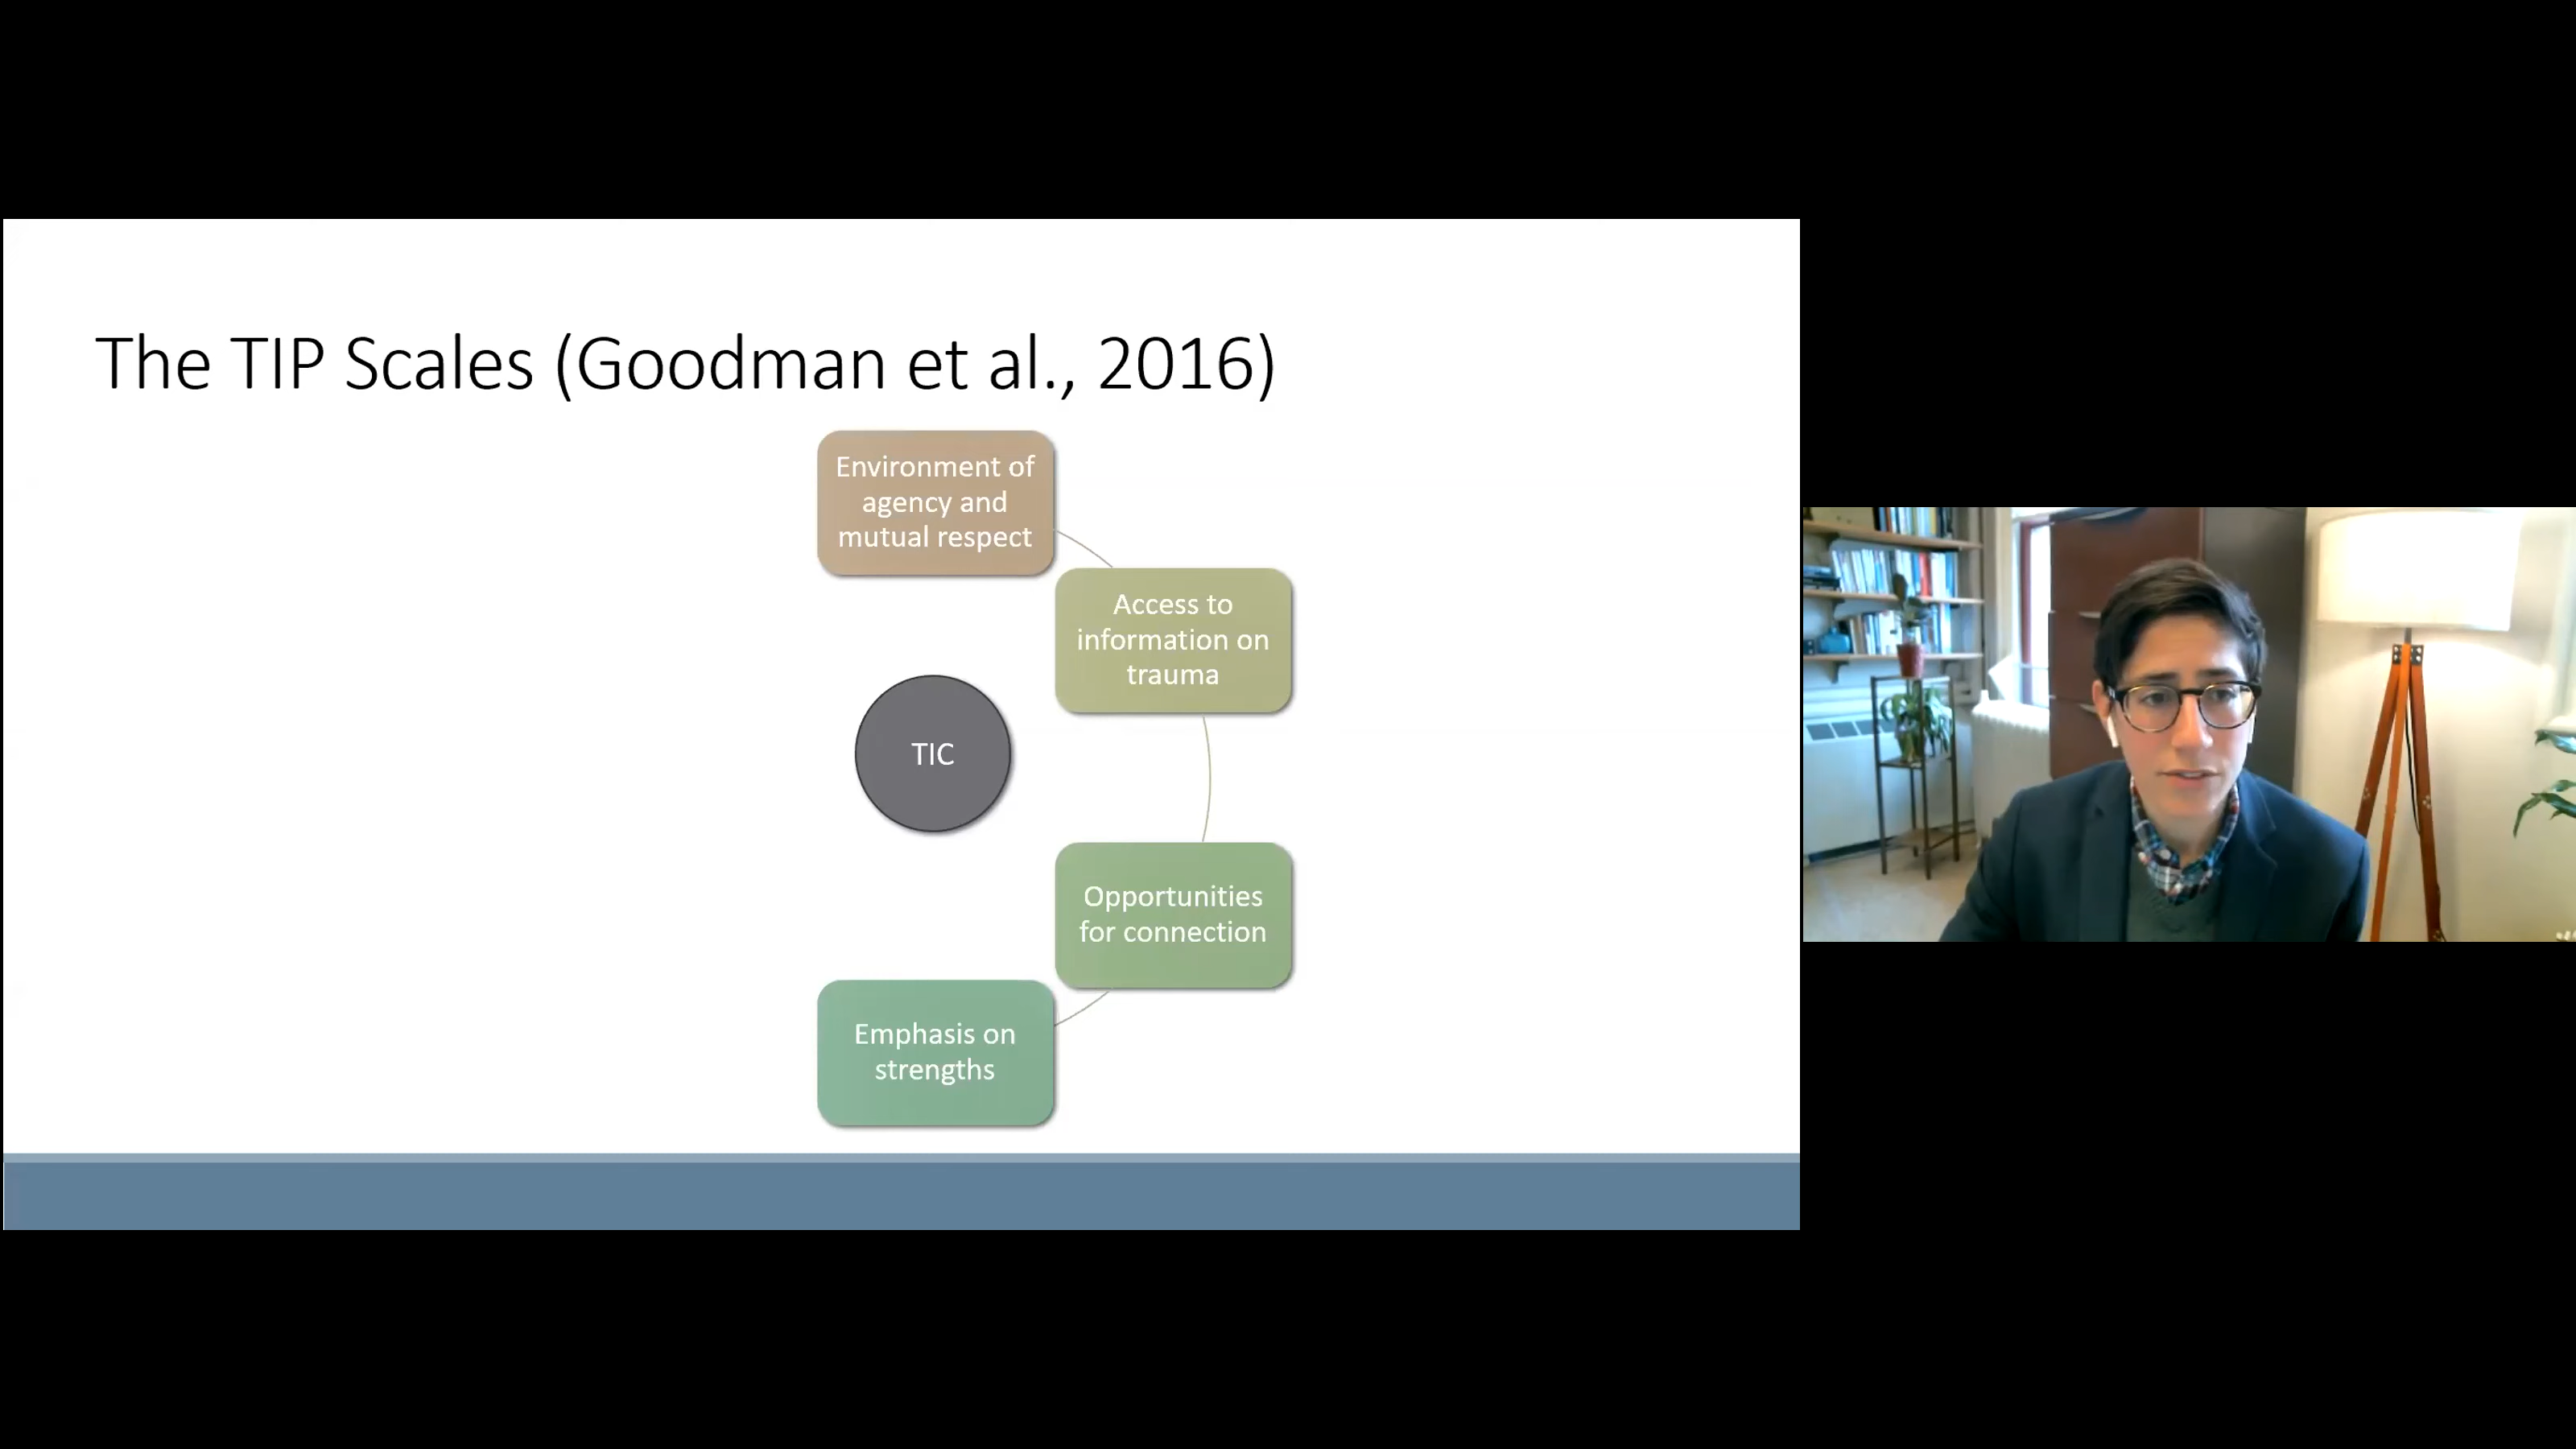 The TIP Scales (Goodman et al., 2016)
Environment of
agency and
mutual respect
Access to
information on
trauma
TIC
Opportunities
for connection
Emphasis on
strengths